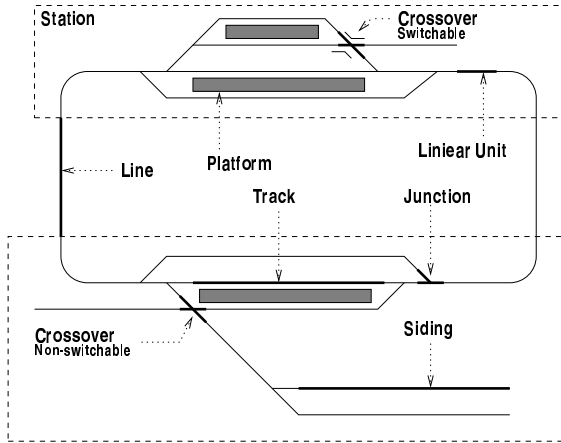 Station
Crossover
Switchable
Liniear Unit
Platform
Line
Track
Junction
Crossover
Non-switchable
Siding